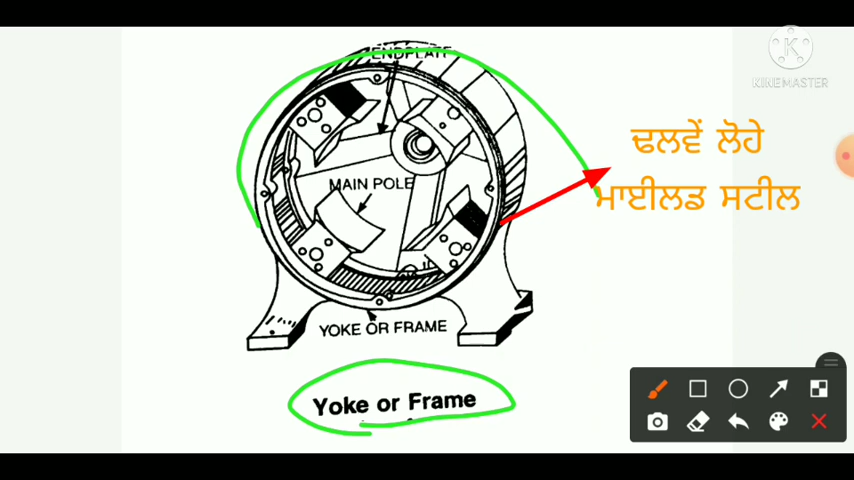 ENDPLATE
KINEMASTER
ਢਲਵੇਂ ਲੋਹੇ
ਮਾਈਲਡ ਸਟੀਲ
MAIN POLE
YOKE OR FRAME
Yoke or Frame